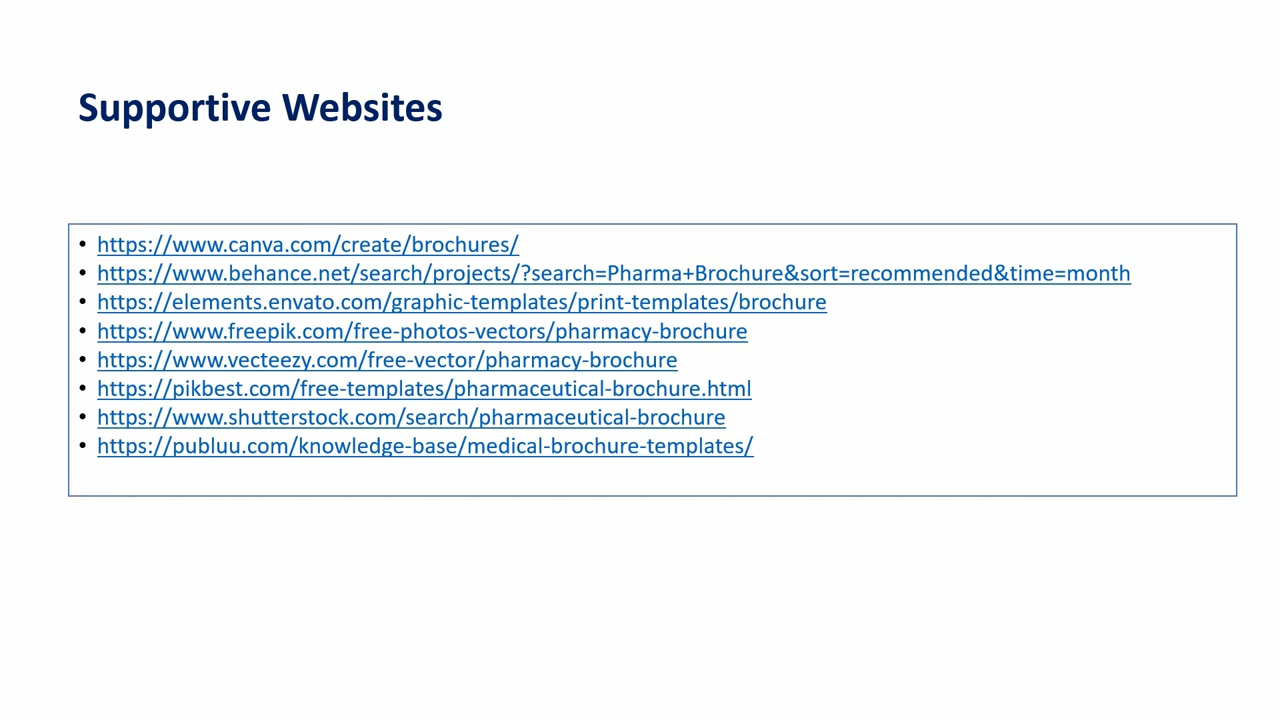 Supportive Websites
• https://www.canva.com/create/brochures/
• https://www.behance.net/search/projects/?search=Pharma+Brochure&sort=recommended&time=month
• https://elements.envato.com/graphic-templates/print-templates/brochure
• https://www.freepik.com/free-photos-vectors/pharmacy-brochure
• https://www.vecteezy.com/free-vector/pharmacy-brochure
• https://pikbest.com/free-templates/pharmaceutical-brochure.html
• https://www.shutterstock.com/search/pharmaceutical-brochure
• https://publuu.com/knowledge-base/medical-brochure-templates/